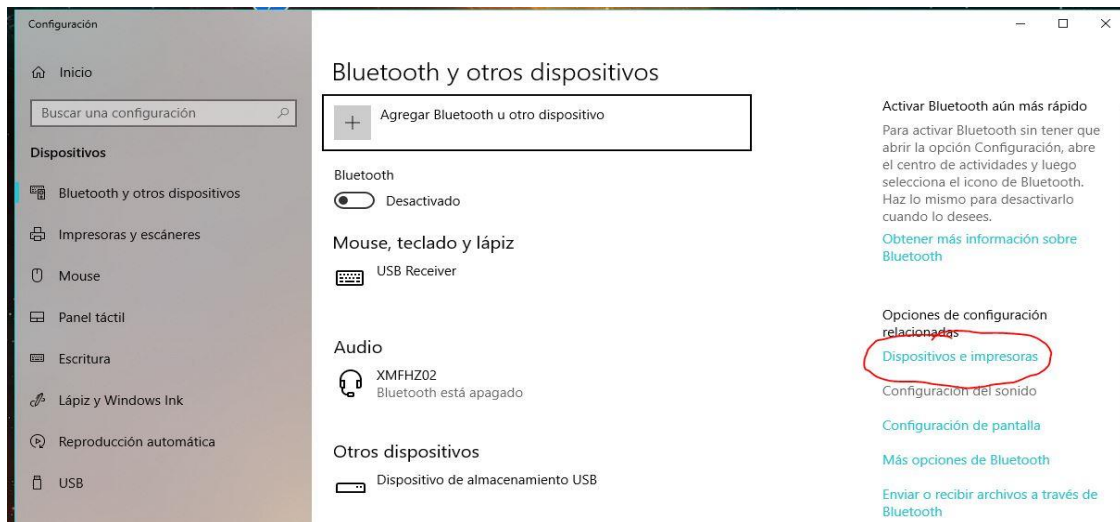 Configuración
Inicio
Buscar una configuración
Dispositivos
Bluetooth y otros dispositivos
Impresoras y escáneres
Mouse
Panel táctil
Escritura
Lápiz y Windows Ink
Reproducción automática
USB
Bluetooth y otros dispositivos
Agregar Bluetooth u otro dispositivo
Bluetooth
Desactivado
Mouse, teclado y lápiz
USB Receiver
Audio
XMFHZ02
Bluetooth está apagado
Otros dispositivos
Dispositivo de almacenamiento USB
Activar Bluetooth aún más rápido
Para activar Bluetooth sin tener que
abrir la opción Configuración, abre
el centro de actividades y luego
selecciona el icono de Bluetooth.
Haz lo mismo para desactivarlo
cuando lo desees.
Obtener más información sobre
Bluetooth
Opciones de configuración
relacionadas
Dispositivos e impresoras
Configuración del sonido
Configuración de pantalla
Más opciones de Bluetooth
Enviar o recibir archivos a través de
Bluetooth